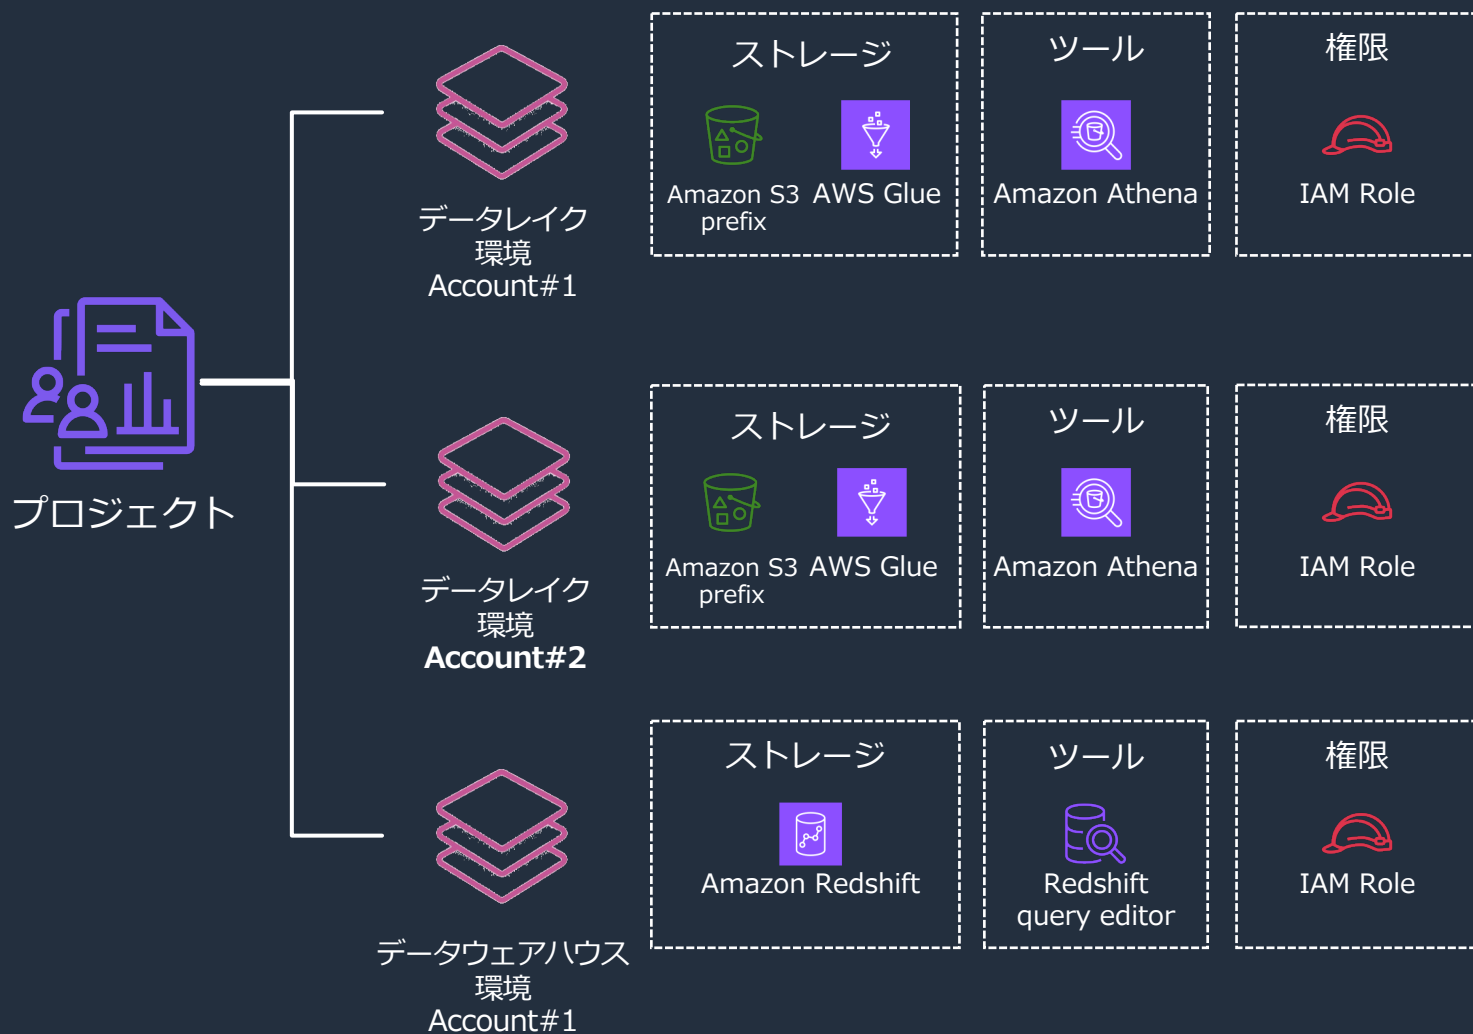 プロジェクト
データレイク
環境
Account#1
ストレージ
Amazon S3
prefix
AWS Glue
ツール
Amazon Athena
権限
IAM Role
データレイク
環境
Account#2
ストレージ
Amazon S3
prefix
AWS Glue
ツール
Amazon Athena
権限
IAM Role
データウェアハウス
環境
Account#1
ストレージ
Amazon Redshift
ツール
Redshift
query editor
権限
IAM Role